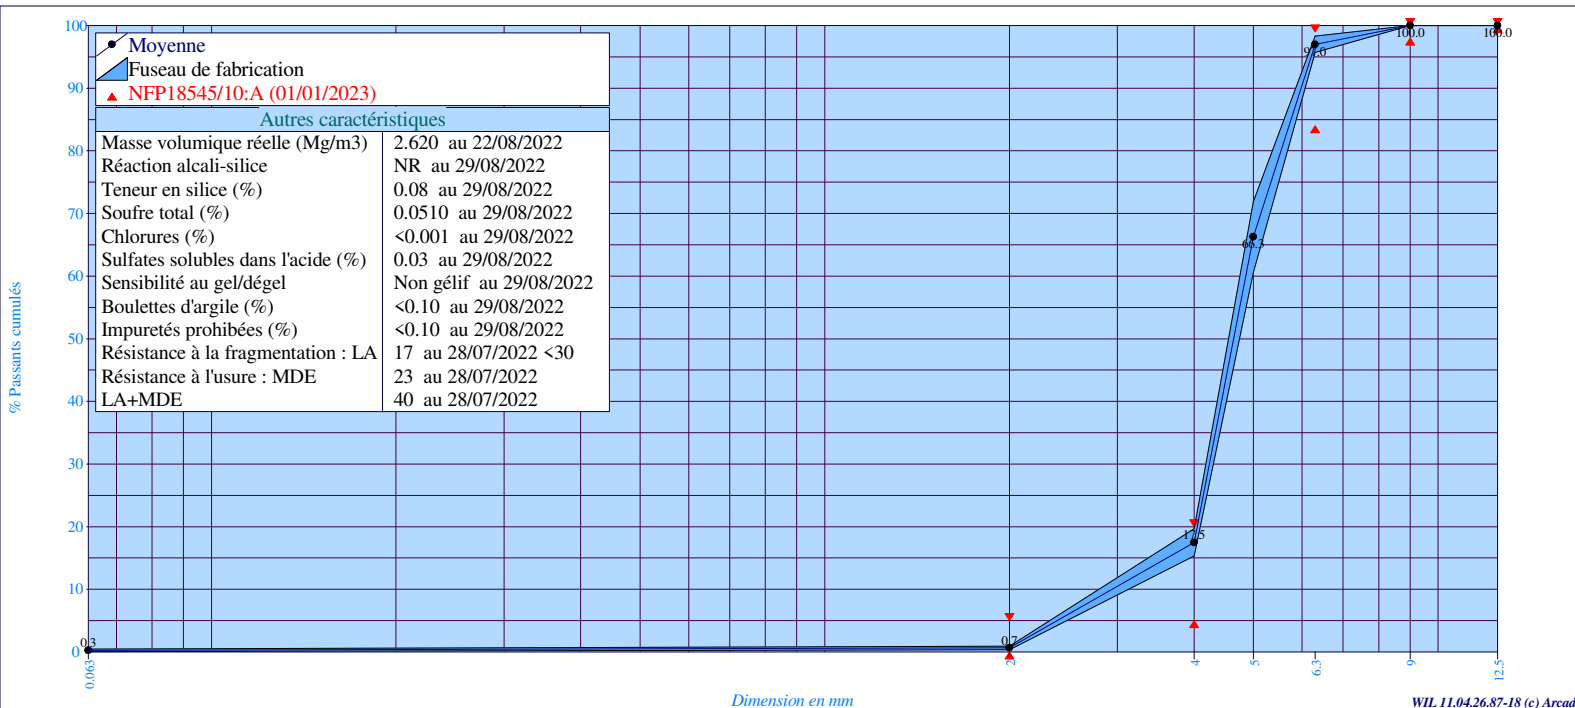 100
Moyenne
100.0
100.0
Fuseau de fabrication
97.0
90
NFP18545/10:A (01/01/2023)
Autres caractéristiques
Masse volumique réelle (Mg/m3) 2.620 au 22/08/2022
80
Réaction alcali-silice NR au 29/08/2022
Teneur en silice (%) 0.08 au 29/08/2022
70
Soufre total (%) 0.0510 au 29/08/2022
Chlorures (%) <0.001 au 29/08/2022
66.3
Sulfates solubles dans l'acide (%) 0.03 au 29/08/2022
60
Sensibilité au gel/dégel Non gélif au 29/08/2022
Boulettes d'argile (%) <0.10 au 29/08/2022
Impuretés prohibées (%) <0.10 au 29/08/2022
50
Résistance à la fragmentation : LA 17 au 28/07/2022 <30
Résistance à l'usure : MDE 23 au 28/07/2022
LA+MDE 40 au 28/07/2022
40
% Passants cumulés
30
20
17.5
10
0.3
0.7
0
0.063
2
4
5
6.3
9
12.5
Dimension en mm
WIL 11.04.26.87-18 (c) Arcad